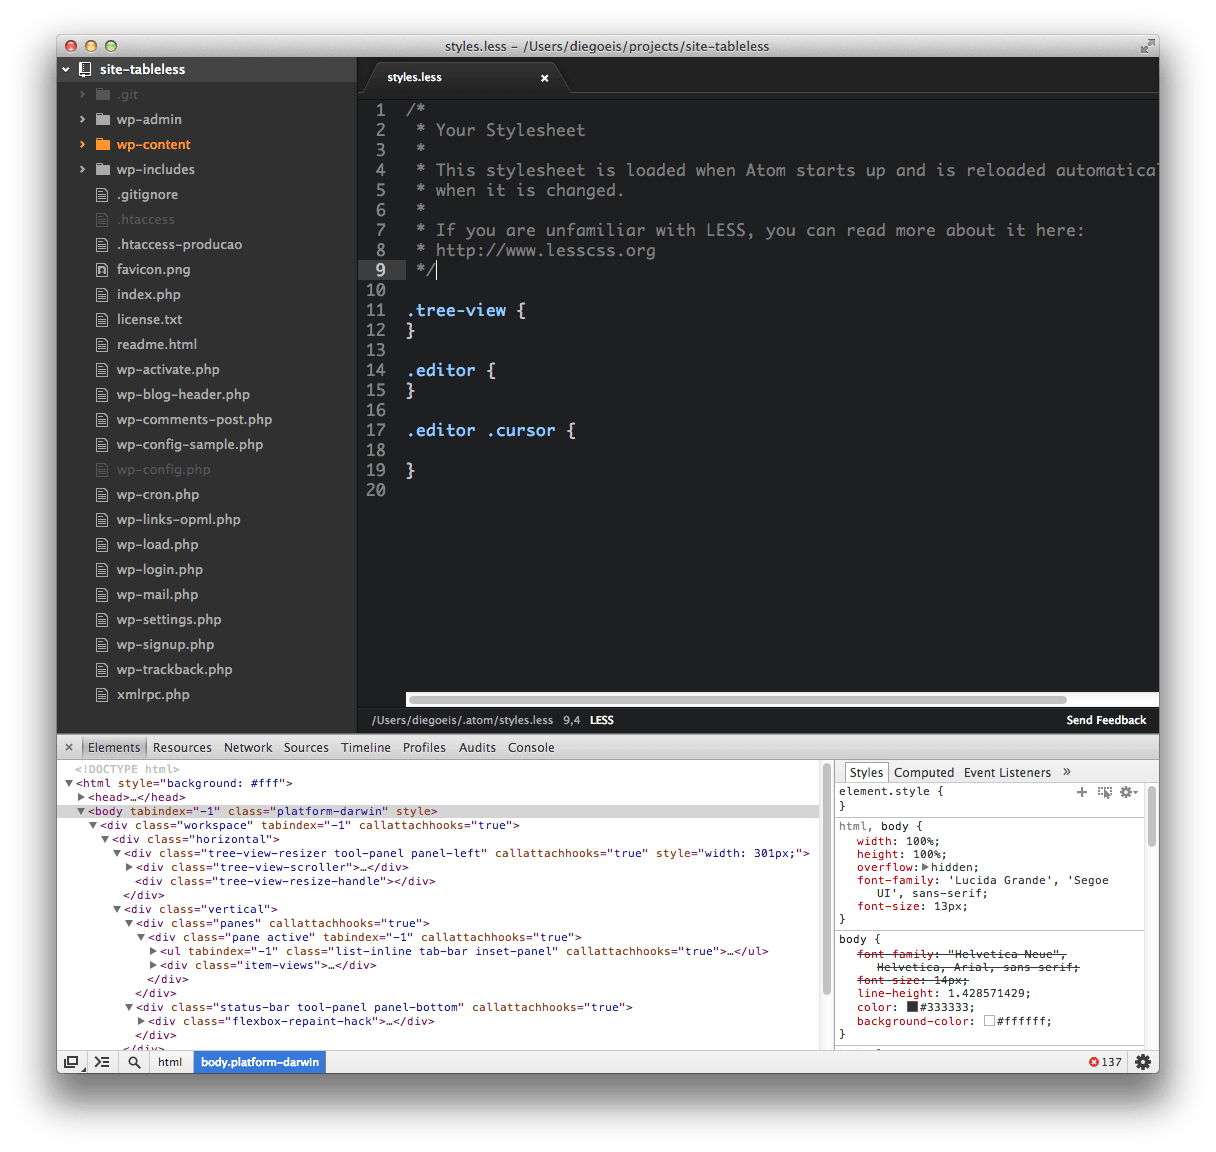 styles.less – /Users/diegoeis/projects/site-tableless
site-tableless
.git
wp-admin
wp-content
wp-includes
.gitignore
.htaccess
.htaccess-producao
favicon.png
index.php
license.txt
readme.html
wp-activate.php
wp-blog-header.php
wp-comments-post.php
wp-config-sample.php
wp-config.php
wp-cron.php
wp-links-opml.php
wp-load.php
wp-login.php
wp-mail.php
wp-settings.php
wp-signup.php
wp-trackback.php
xmlrpc.php
styles.less ×
1 /*
2 * Your Stylesheet
3 *
4 * This stylesheet is loaded when Atom starts up and is reloaded automatical
5 * when it is changed.
6 *
7 * If you are unfamiliar with LESS, you can read more about it here:
8 * http://www.lesscss.org
9 */
10
11 .tree-view {
12 }
13
14 .editor {
15 }
16
17 .editor .cursor {
18
19 }
20
/Users/diegoeis/.atom/styles.less 9,4 LESS Send Feedback
× Elements Resources Network Sources Timeline Profiles Audits Console
<!DOCTYPE html>
▼<html style="background: #fff">
▶<head>…</head>
▼<body tabindex="-1" class="platform-darwin" style>
▼<div class="workspace" tabindex="-1" callattachhooks="true">
▼<div class="horizontal">
▼<div class="tree-view-resizer tool-panel panel-left" callattachhooks="true" style="width: 301px;">
▶<div class="tree-view-scroller">…</div>
<div class="tree-view-resize-handle"></div>
</div>
▼<div class="vertical">
▼<div class="panes" callattachhooks="true">
▼<div class="pane active" tabindex="-1" callattachhooks="true">
▶<ul tabindex="-1" class="list-inline tab-bar inset-panel" callattachhooks="true">…</ul>
▶<div class="item-views">…</div>
</div>
</div>
▼<div class="status-bar tool-panel panel-bottom" callattachhooks="true">
▶<div class="flexbox-repaint-hack">…</div>
</div>
</div>
Styles Computed Event Listeners »
element.style {
}
html, body {
width: 100%;
height: 100%;
overflow:▶hidden;
font-family: 'Lucida Grande', 'Segoe
UI', sans-serif;
font-size: 13px;
}
body {
font-family: "Helvetica Neue",
Helvetica, Arial, sans-serif;
font-size: 14px;
line-height: 1.428571429;
color: #333333;
background-color: #ffffff;
}
html body.platform-darwin 137